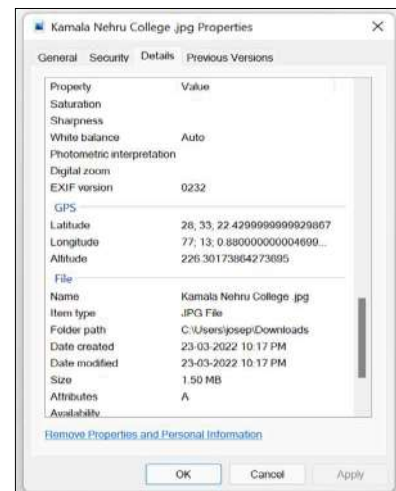 Kamala Nehru College .jpg Properties
General Security Details Previous Versions
Property Value
Saturation
Sharpness
White balance Auto
Photometric interpretation
Digital zoom
EXIF version 0232
GPS
Latitude 28; 33; 22.4299999999929867
Longitude 77; 13; 0.880000000004699...
Altitude 226.30173864273695
File
Name Kamala Nehru College .jpg
Item type JPG File
Folder path C:\Users\josep\Downloads
Date created 23-03-2022 10:17 PM
Date modified 23-03-2022 10:17 PM
Size 1.50 MB
Attributes A
Availability
Remove Properties and Personal Information
OK Cancel Apply